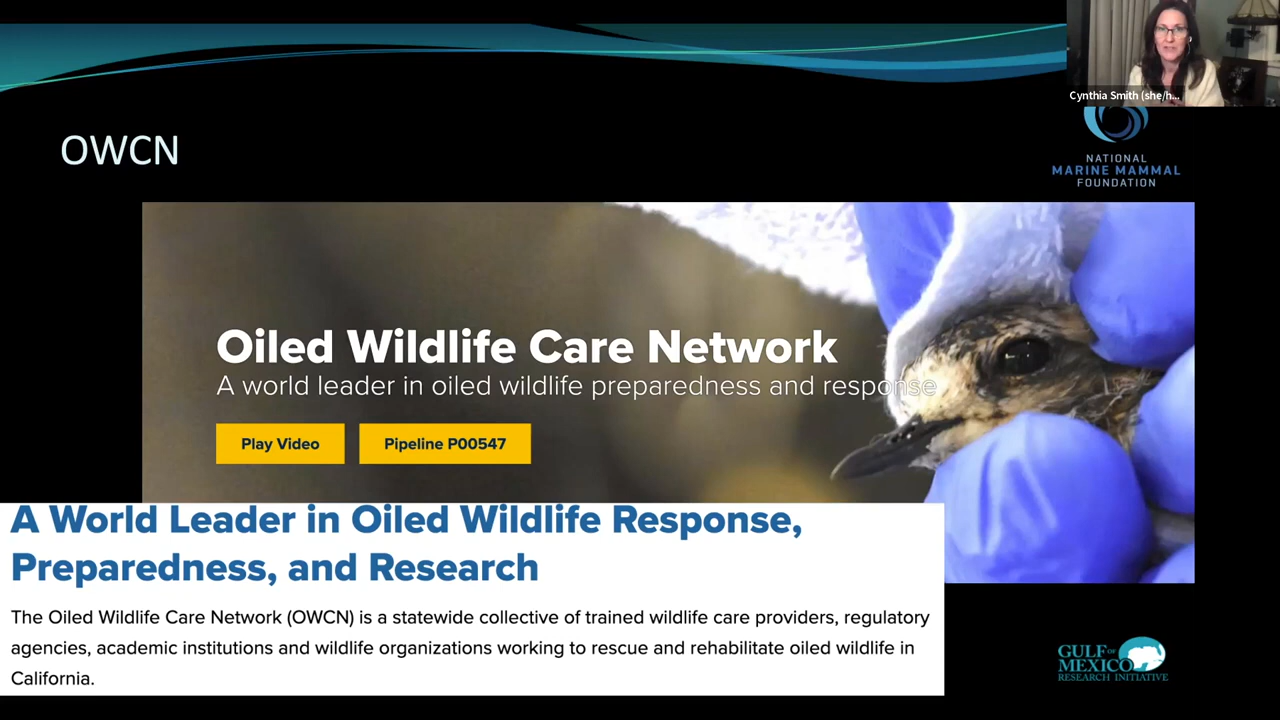 Cynthia Smith (she/h...
OWCN
NATIONAL
MARINE MAMMAL
FOUNDATION
Oiled Wildlife Care Network
A world leader in oiled wildlife preparedness and response
Play Video
Pipeline P00547
A World Leader in Oiled Wildlife Response,
Preparedness, and Research
The Oiled Wildlife Care Network (OWCN) is a statewide collective of trained wildlife care providers, regulatory
agencies, academic institutions and wildlife organizations working to rescue and rehabilitate oiled wildlife in
California.
GULF OF
MEXICO
RESEARCH INITIATIVE